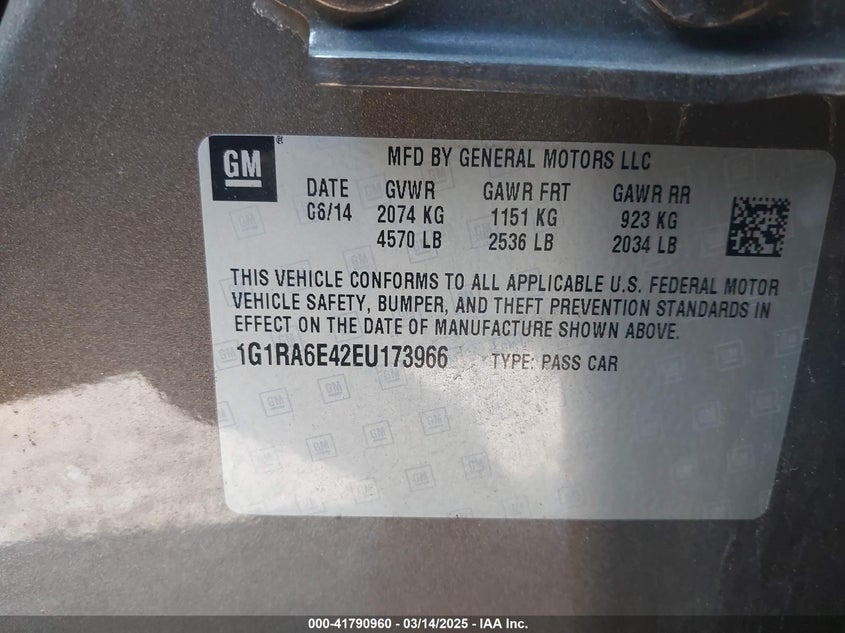 GM
MFD BY GENERAL MOTORS LLC
DATE GVWR GAWR FRT GAWR RR
06/14 2074 KG 1151 KG 923 KG
4570 LB 2536 LB 2034 LB
THIS VEHICLE CONFORMS TO ALL APPLICABLE U.S. FEDERAL MOTOR
VEHICLE SAFETY, BUMPER, AND THEFT PREVENTION STANDARDS IN
EFFECT ON THE DATE OF MANUFACTURE SHOWN ABOVE.
1G1RA6E42EU173966 TYPE: PASS CAR
000-41790960 - 03/14/2025 - IAA Inc.